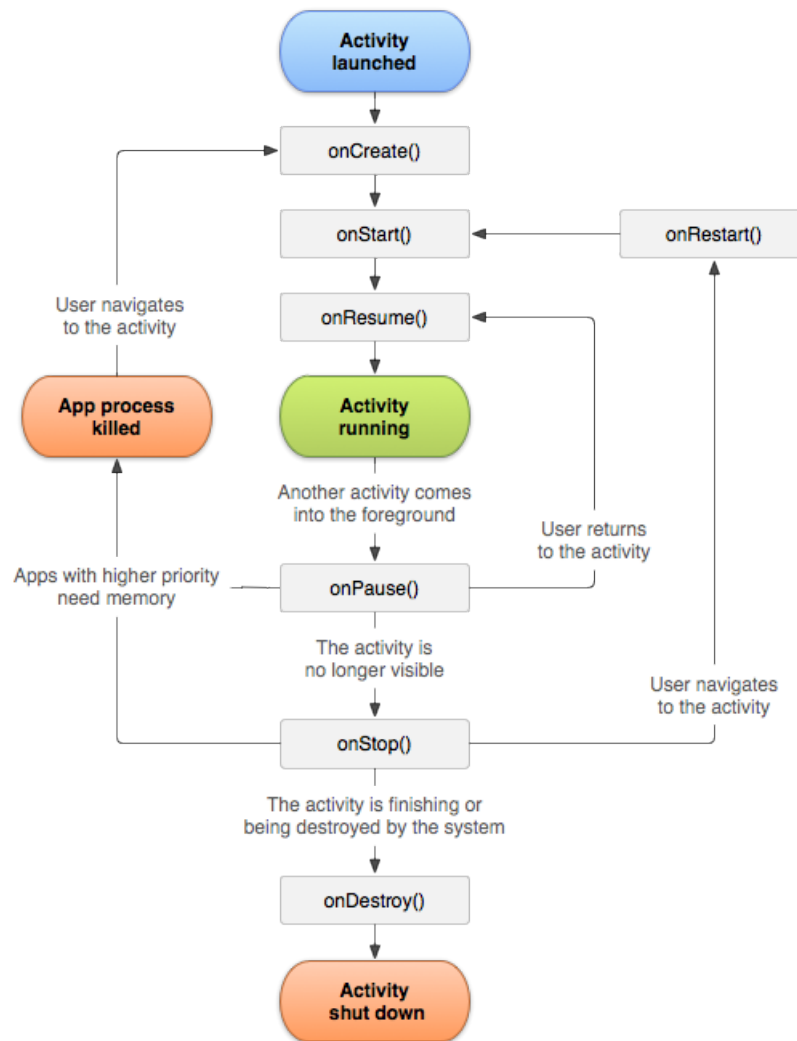 Activity
launched
onCreate()
onStart()
onRestart()
User navigates
to the activity
onResume()
App process
killed
Activity
running
Another activity comes
into the foreground
User returns
to the activity
Apps with higher priority
need memory
onPause()
The activity is
no longer visible
User navigates
to the activity
onStop()
The activity is finishing or
being destroyed by the system
onDestroy()
Activity
shut down